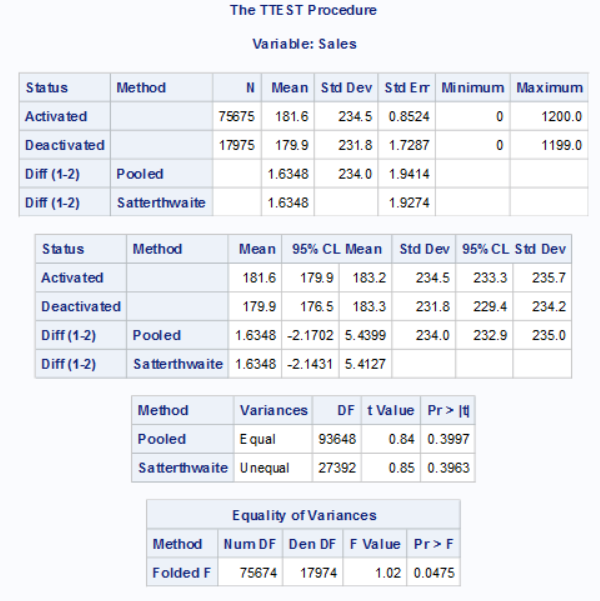 The TTEST Procedure
Variable: Sales
Status Method N Mean Std Dev Std Err Minimum Maximum
Activated 75675 181.6 234.5 0.8524 0 1200.0
Deactivated 17975 179.9 231.8 1.7287 0 1199.0
Diff (1-2) Pooled 1.6348 234.0 1.9414
Diff (1-2) Satterthwaite 1.6348 1.9274
Status Method Mean 95% CL Mean Std Dev 95% CL Std Dev
Activated 181.6 179.9 183.2 234.5 233.3 235.7
Deactivated 179.9 176.5 183.3 231.8 229.4 234.2
Diff (1-2) Pooled 1.6348 -2.1702 5.4399 234.0 232.9 235.0
Diff (1-2) Satterthwaite 1.6348 -2.1431 5.4127
Method Variances DF t Value Pr > |t|
Pooled Equal 93648 0.84 0.3997
Satterthwaite Unequal 27392 0.85 0.3963
Equality of Variances
Method Num DF Den DF F Value Pr > F
Folded F 75674 17974 1.02 0.0475